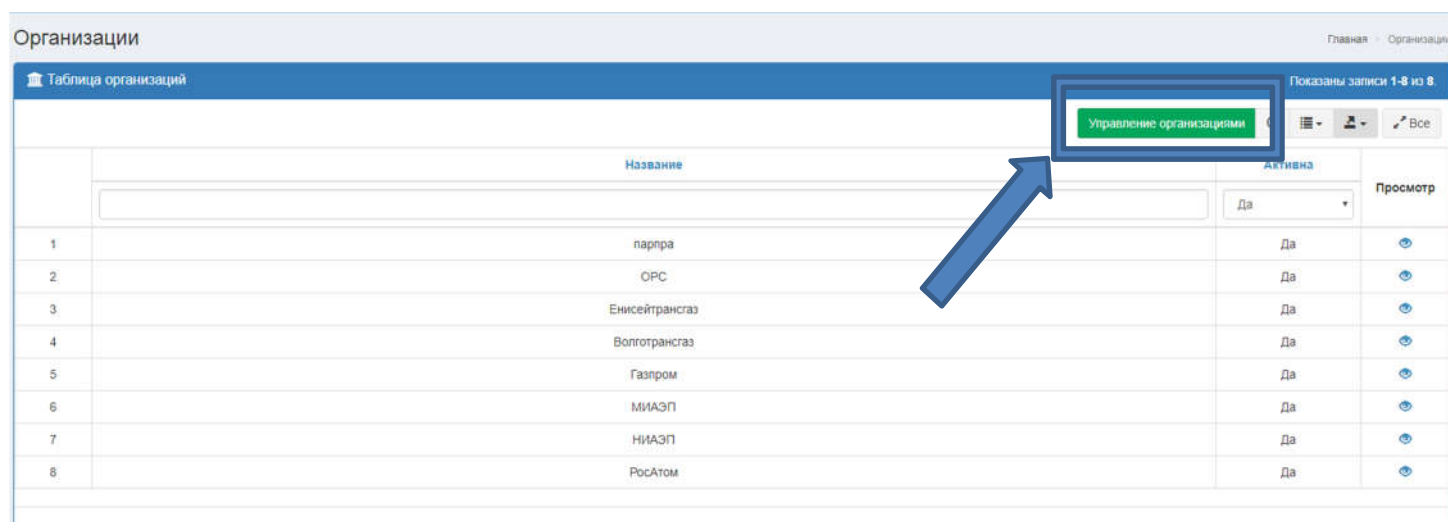 Организации
Главная > Организации
Таблица организаций
Показаны записи 1-8 из 8.
Управление организациями
Все
Название Активна Просмотр
Да
1 парпра Да
2 ОРС Да
3 Енисейтрансгаз Да
4 Волготрансгаз Да
5 Газпром Да
6 МИАЭП Да
7 НИАЭП Да
8 РосАтом Да